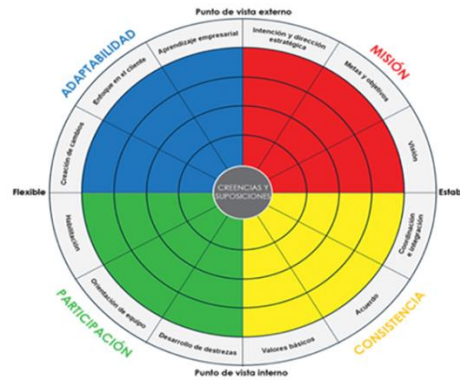 Punto de vista externo
ADAPTABILIDAD
MISIÓN
Creación de cambios
Enfoque en el cliente
Aprendizaje empresarial
Intención y dirección
estratégica
Metas y objetivos
Visión
Flexible
CREENCIAS Y
SUPOSICIONES
Estab
Habilitación
Orientación de equipo
Desarrollo de destrezas
Valores básicos
Acuerdo
Coordinación
e integración
PARTICIPACIÓN
CONSISTENCIA
Punto de vista interno